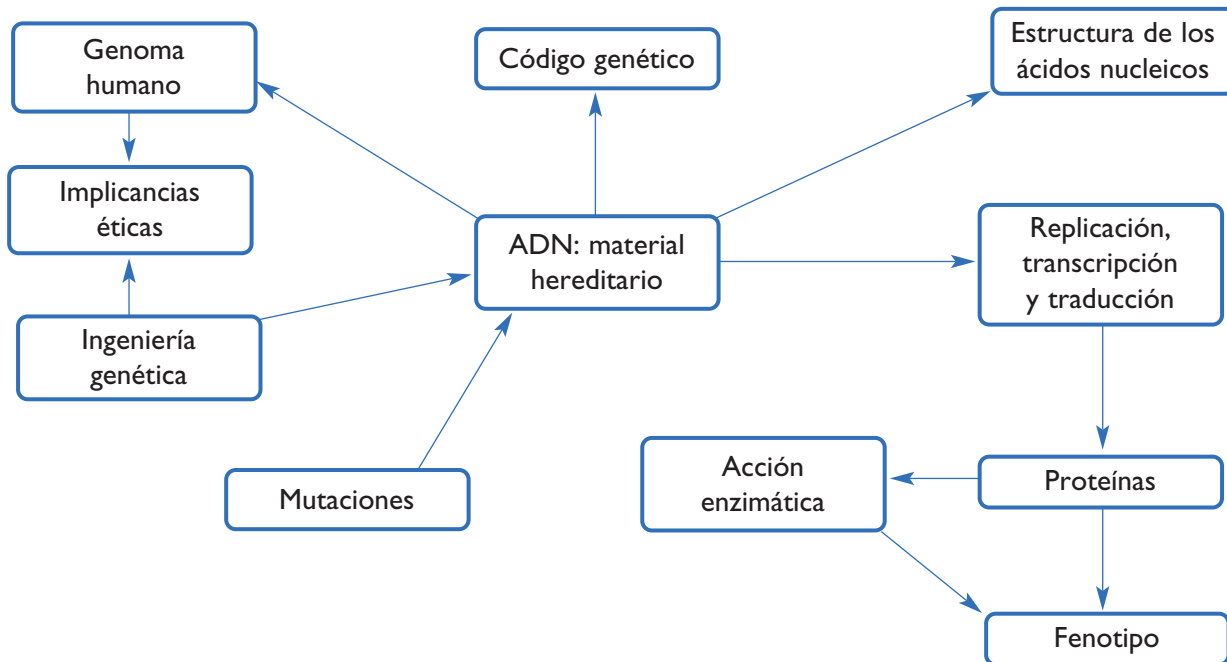 Genoma
humano
Código genético
Estructura de los
ácidos nucleicos
Implicancias
éticas
ADN: material
hereditario
Replicación,
transcripción
y traducción
Ingeniería
genética
Mutaciones
Acción
enzimática
Proteínas
Fenotipo